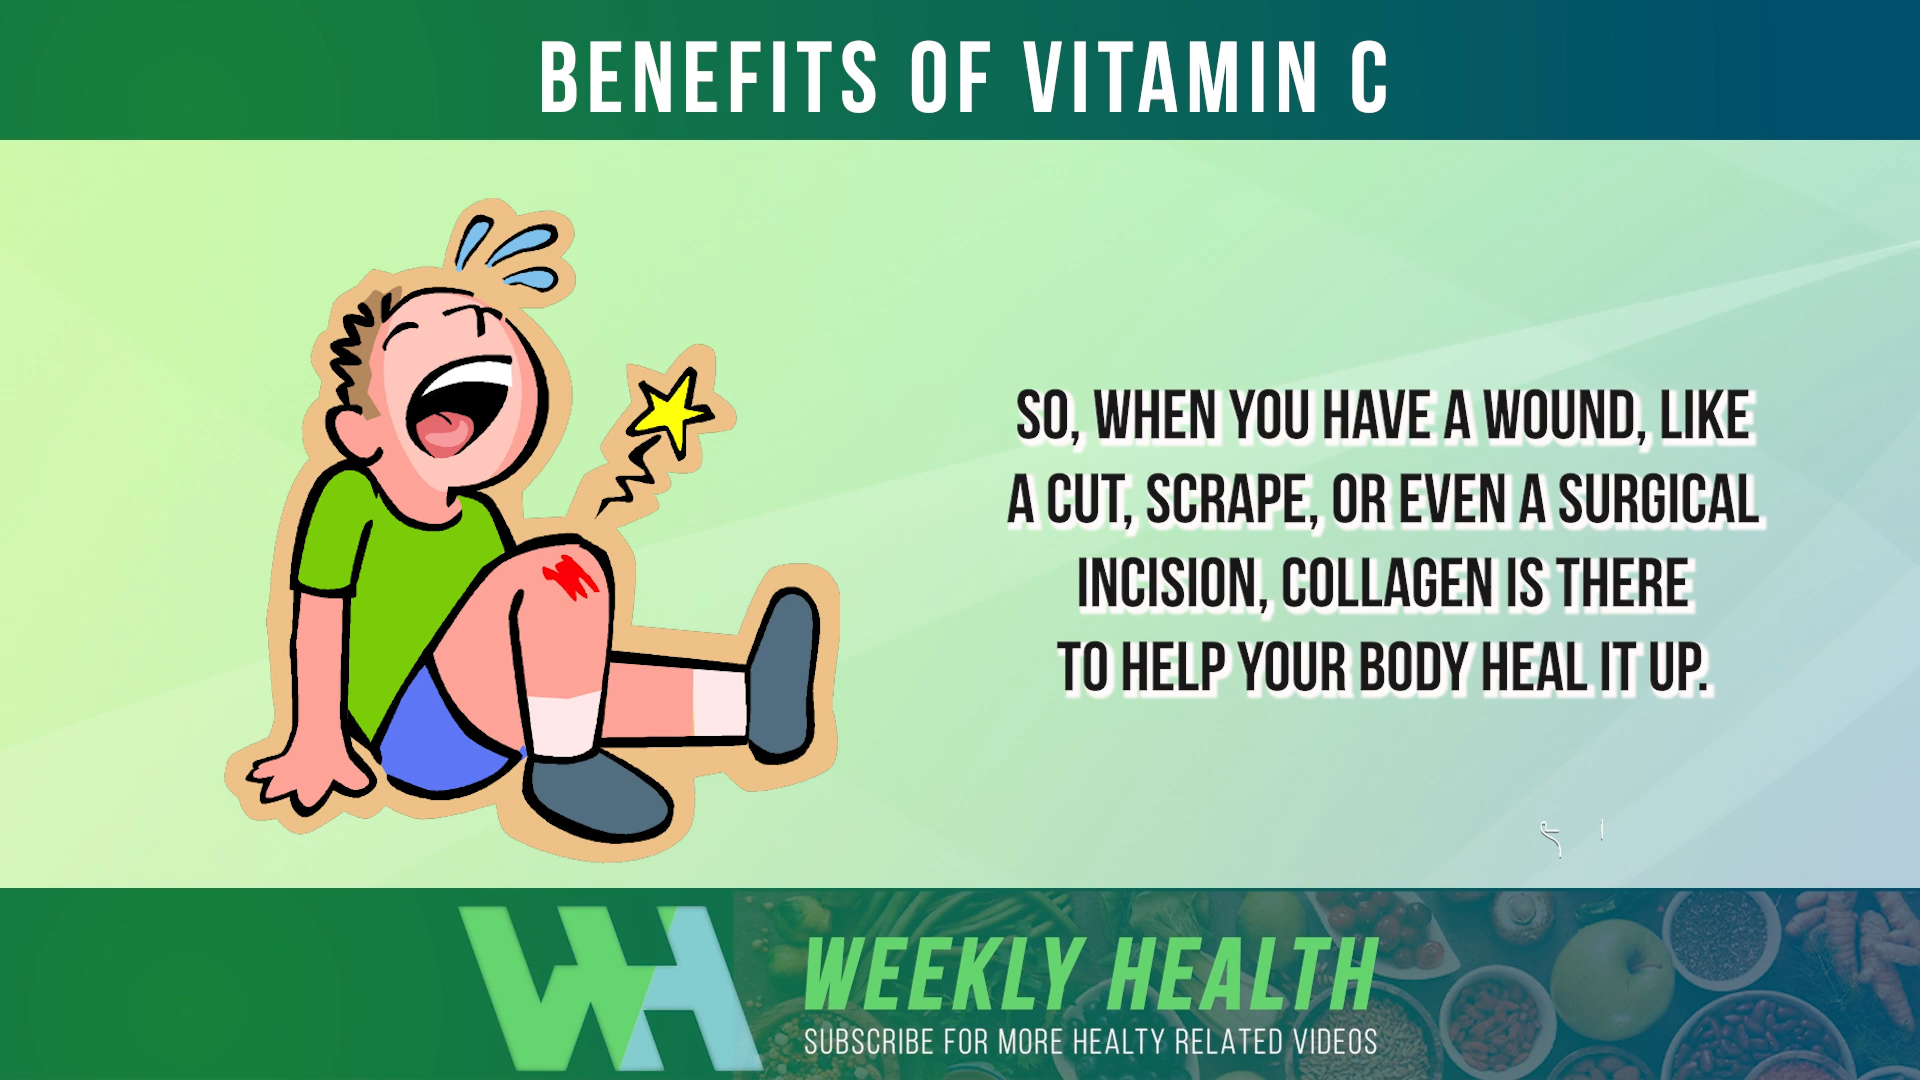 BENEFITS OF VITAMIN C
SO, WHEN YOU HAVE A WOUND, LIKE
A CUT, SCRAPE, OR EVEN A SURGICAL
INCISION, COLLAGEN IS THERE
TO HELP YOUR BODY HEAL IT UP.
WH
WEEKLY HEALTH
SUBSCRIBE FOR MORE HEALTY RELATED VIDEOS